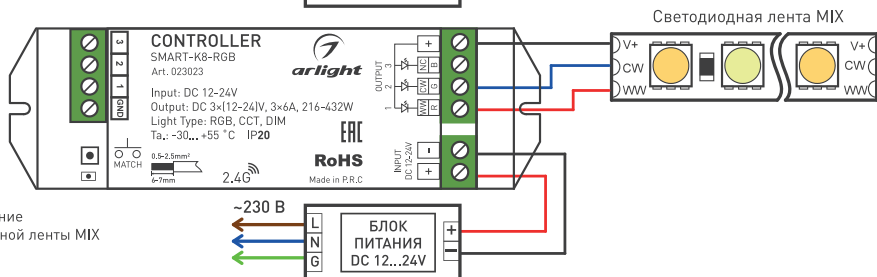 Светодиодная лента MIX
CONTROLLER
SMART-K8-RGB
Art. 023023
Input: DC 12-24V
Output: DC 3×(12-24)V, 3×6A, 216-432W
Light Type: RGB, CCT, DIM
Ta.: -30... +55 °C IP20
3
2
1
GND
MATCH
0.5-2.5mm²
6-7mm
2.4G
arlight
EAC
RoHS
Made in P.R.C
OUTPUT
+
3 NC B
2 CW G
1 WW R
INPUT
DC 12-24V
-
+
V+
CW
WW
V+
CW
WW
~230 В
L
N
G
БЛОК
ПИТАНИЯ
DC 12...24V
+
-
ние
ной ленты MIX